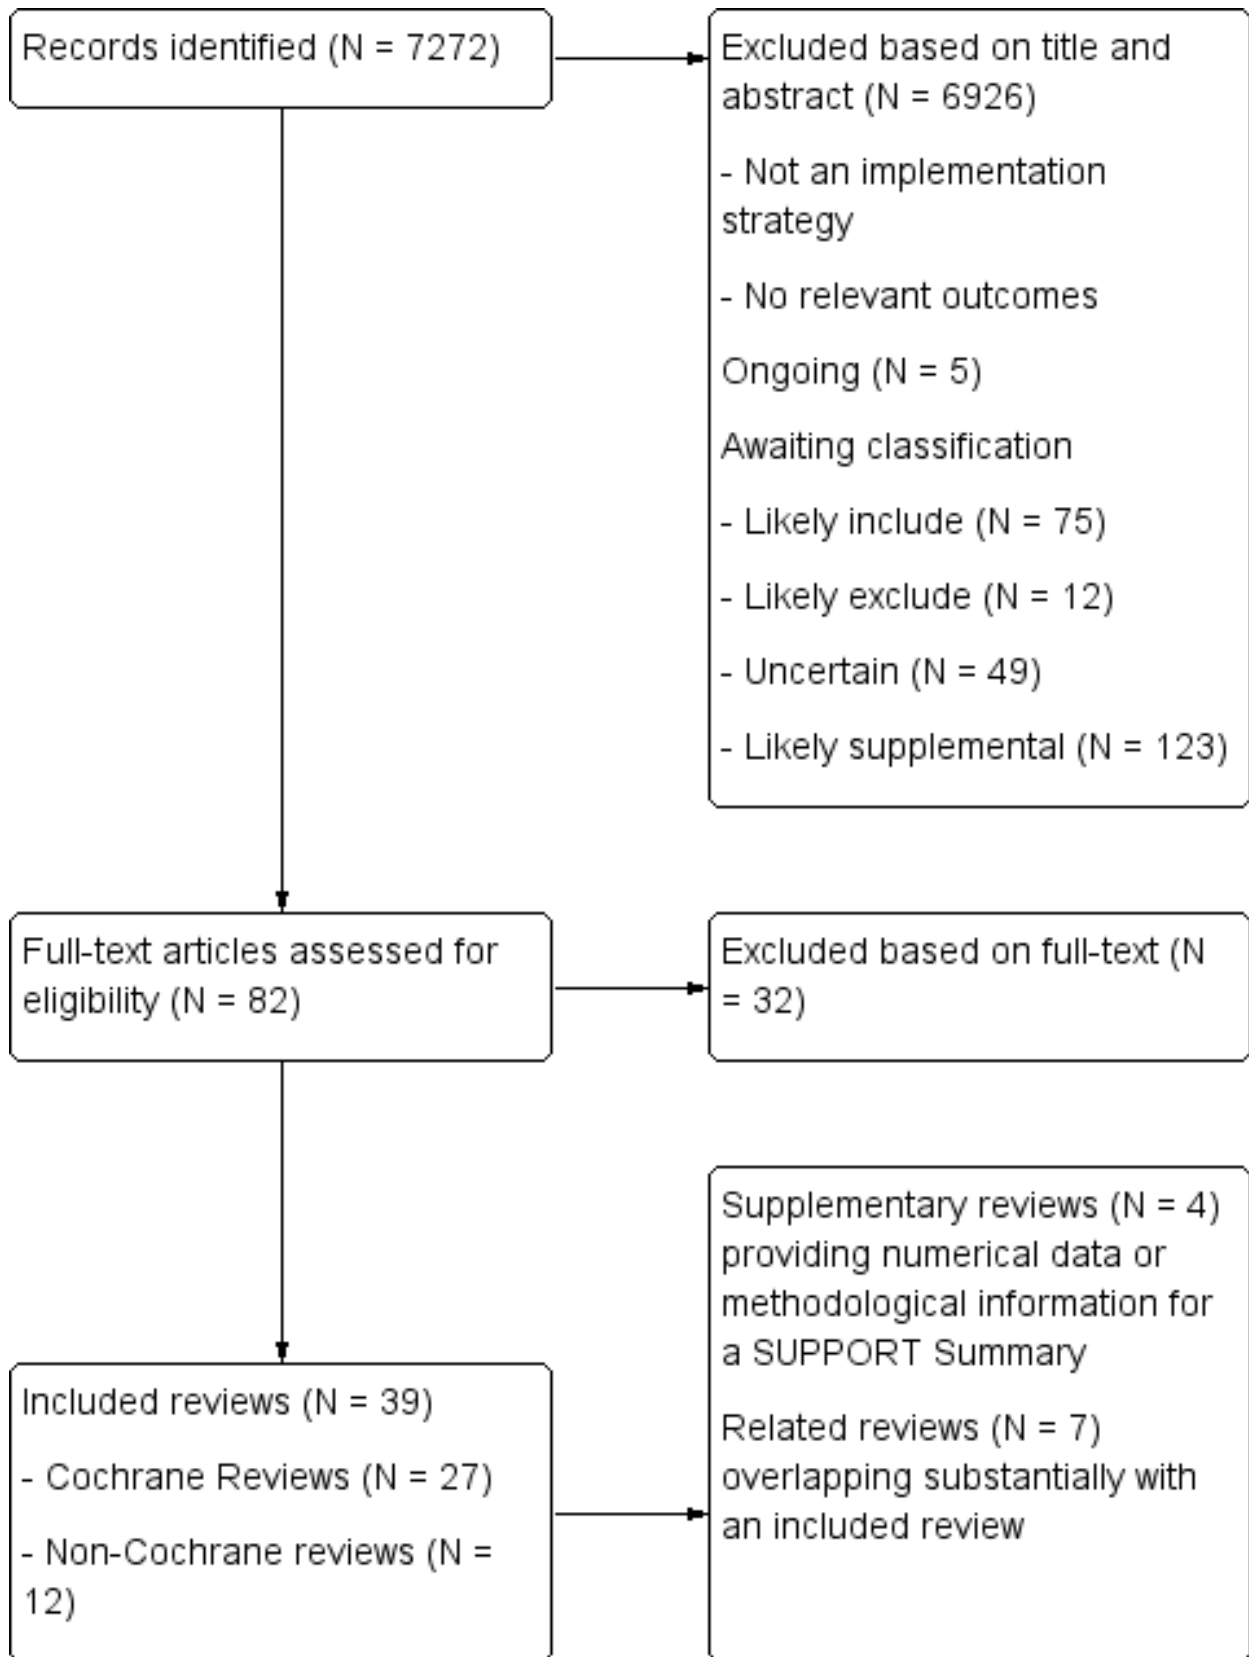 Records identified (N = 7272)
Excluded based on title and
abstract (N = 6926)
- Not an implementation
strategy
- No relevant outcomes
Ongoing (N = 5)
Awaiting classification
- Likely include (N = 75)
- Likely exclude (N = 12)
- Uncertain (N = 49)
- Likely supplemental (N = 123)
Full-text articles assessed for
eligibility (N = 82)
Excluded based on full-text (N
= 32)
Included reviews (N = 39)
- Cochrane Reviews (N = 27)
- Non-Cochrane reviews (N =
12)
Supplementary reviews (N = 4)
providing numerical data or
methodological information for
a SUPPORT Summary
Related reviews (N = 7)
overlapping substantially with
an included review